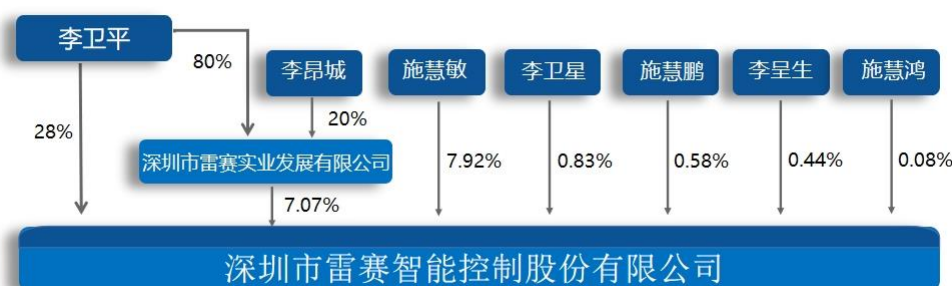 李卫平
80%
李昂城
施慧敏
李卫星
施慧鹏
李呈生
施慧鸿
28%
20%
深圳市雷赛实业发展有限公司
7.92%
0.83%
0.58%
0.44%
0.08%
7.07%
深圳市雷赛智能控制股份有限公司